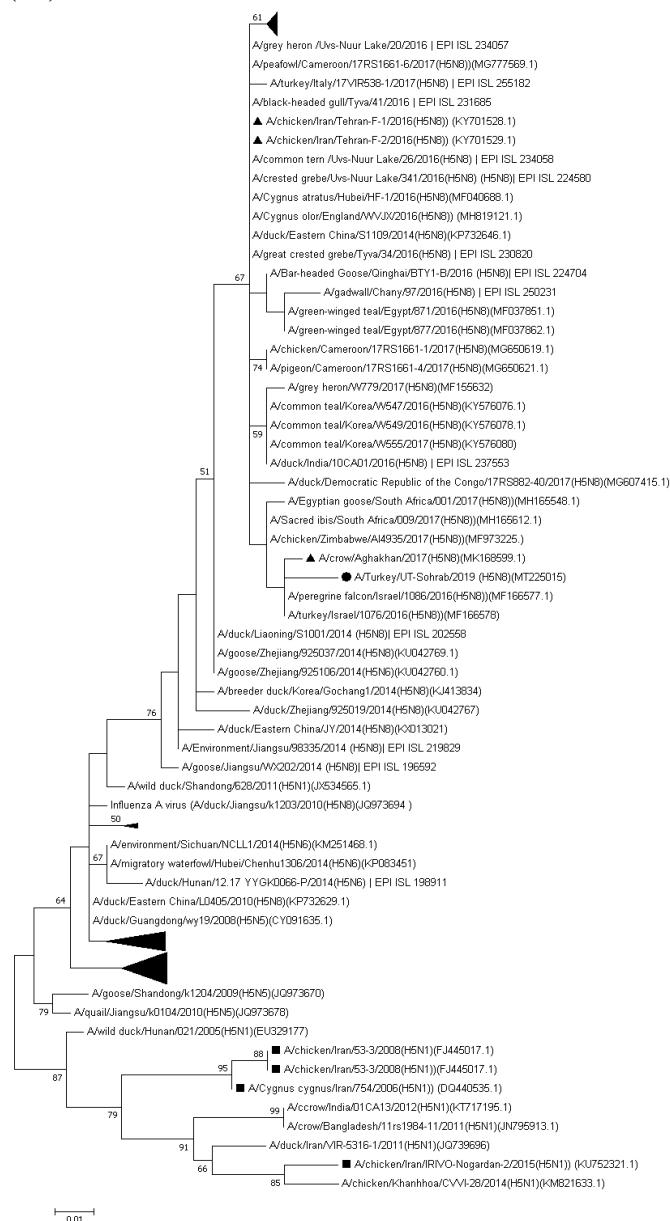 61
A/grey heron /Uvs-Nuur Lake/20/2016 | EPI ISL 234057
A/peafowl/Cameroon/17RS1661-6/2017(H5N8))(MG777569.1)
A/turkey/Italy/17VIR538-1/2017(H5N8) | EPI ISL 255182
A/black-headed gull/Tyva/41/2016 | EPI ISL 231685
A/chicken/Iran/Tehran-F-1/2016(H5N8)) (KY701528.1)
A/chicken/Iran/Tehran-F-2/2016(H5N8)) (KY701529.1)
A/common tern /Uvs-Nuur Lake/26/2016(H5N8) | EPI ISL 234058
A/crested grebe/Uvs-Nuur Lake/341/2016(H5N8) (H5N8)| EPI ISL 224580
A/Cygnus atratus/Hubei/HF-1/2016(H5N8)(MF040688.1)
A/Cygnus olor/England/WVJX/2016(H5N8)) (MH819121.1)
A/duck/Eastern China/S1109/2014(H5N8)(KP732646.1)
A/great crested grebe/Tyva/34/2016(H5N8) | EPI ISL 230820
67
A/Bar-headed Goose/Qinghai/BTY1-B/2016 (H5N8)| EPI ISL 224704
A/gadwall/Chany/97/2016(H5N8) | EPI ISL 250231
A/green-winged teal/Egypt/871/2016(H5N8)(MF037851.1)
A/green-winged teal/Egypt/877/2016(H5N8)(MF037862.1)
A/chicken/Cameroon/17RS1661-1/2017(H5N8)(MG650619.1)
74
A/pigeon/Cameroon/17RS1661-4/2017(H5N8)(MG650621.1)
A/grey heron/W779/2017(H5N8)(MF155632)
A/common teal/Korea/W547/2016(H5N8)(KY576076.1)
A/common teal/Korea/W549/2016(H5N8)(KY576078.1)
59
A/common teal/Korea/W555/2017(H5N8)(KY576080)
A/duck/India/10CA01/2016(H5N8) | EPI ISL 237553
51
A/duck/Democratic Republic of the Congo/17RS882-40/2017(H5N8)(MG607415.1)
A/Egyptian goose/South Africa/001/2017(H5N8))(MH165548.1)
A/Sacred ibis/South Africa/009/2017(H5N8))(MH165612.1)
A/chicken/Zimbabwe/AI4935/2017(H5N8))(MF973225.)
A/crow/Aghakhan/2017(H5N8)(MK168599.1)
A/Turkey/UT-Sohrab/2019 (H5N8)(MT225015)
A/peregrine falcon/Israel/1086/2016(H5N8))(MF166577.1)
A/turkey/Israel/1076/2016(H5N8))(MF166578)
A/duck/Liaoning/S1001/2014 (H5N8)| EPI ISL 202558
A/goose/Zhejiang/925037/2014(H5N8)(KU042769.1)
A/goose/Zhejiang/925106/2014(H5N6)(KU042760.1)
A/breeder duck/Korea/Gochang1/2014(H5N8)(KJ413834)
A/duck/Zhejiang/925019/2014(H5N8)(KU042767)
76
A/duck/Eastern China/JY/2014(H5N8)(KX013021)
A/Environment/Jiangsu/98335/2014 (H5N8)| EPI ISL 219829
A/goose/Jiangsu/WX202/2014 (H5N8)| EPI ISL 196592
A/wild duck/Shandong/628/2011(H5N1)(JX534565.1)
Influenza A virus (A/duck/Jiangsu/k1203/2010(H5N8)(JQ973694 )
50
A/environment/Sichuan/NCLL1/2014(H5N6)(KM251468.1)
67
A/migratory waterfowl/Hubei/Chenhu1306/2014(H5N6)(KP083451)
A/duck/Hunan/12.17 YYGK0066-P/2014(H5N6) | EPI ISL 198911
64
A/duck/Eastern China/L0405/2010(H5N8)(KP732629.1)
A/duck/Guangdong/wy19/2008(H5N5)(CY091635.1)
A/goose/Shandong/k1204/2009(H5N5)(JQ973670)
79
A/quail/Jiangsu/k0104/2010(H5N5)(JQ973678)
A/wild duck/Hunan/021/2005(H5N1)(EU329177)
88
A/chicken/Iran/53-3/2008(H5N1)(FJ445017.1)
95
A/chicken/Iran/53-3/2008(H5N1))(FJ445017.1)
87
A/Cygnus cygnus/Iran/754/2006(H5N1)) (DQ440535.1)
79
99
A/ccrow/India/01CA13/2012(H5N1)(KT717195.1)
A/crow/Bangladesh/11rs1984-11/2011(H5N1)(JN795913.1)
91
A/duck/Iran/VIR-5316-1/2011(H5N1)(JQ739696)
66
A/chicken/Iran/IRIVO-Nogardan-2/2015(H5N1)) (KU752321.1)
85
A/chicken/Khanhhoa/CVVI-28/2014(H5N1)(KM821633.1)
0.01